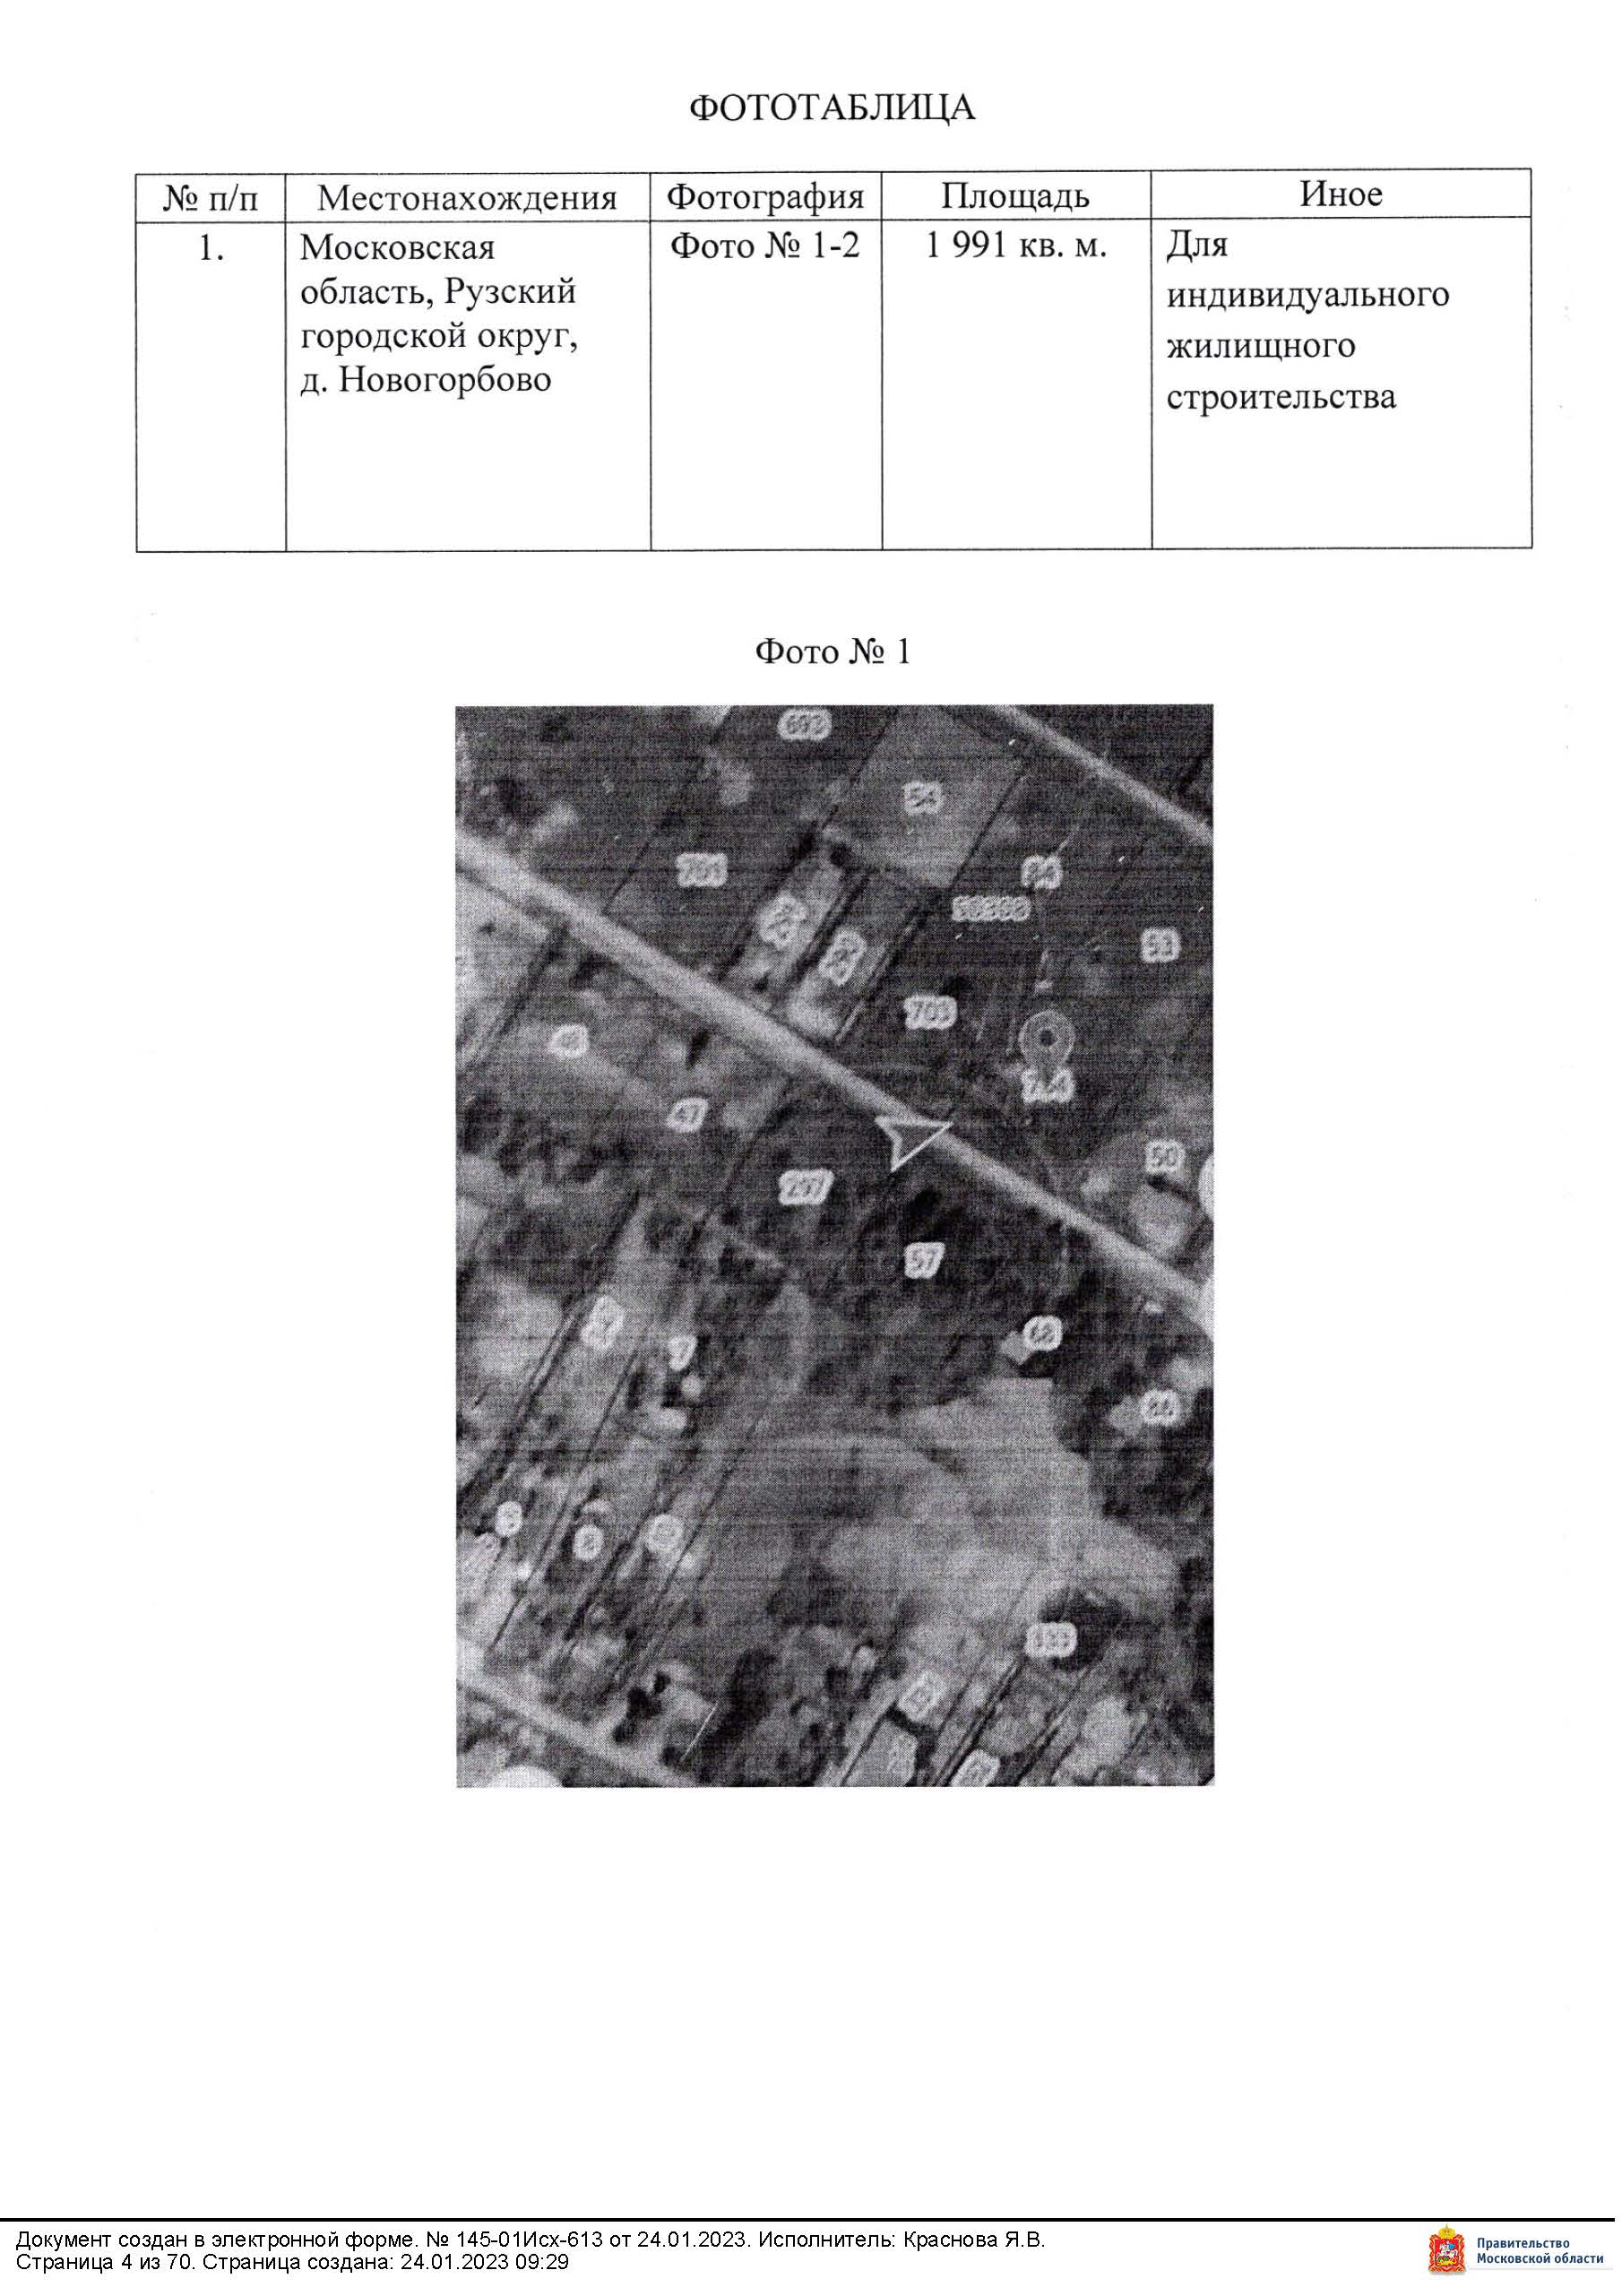 ФОТОТАБЛИЦА
№ п/п Местонахождения Фотография Площадь Иное
1. Московская область, Рузский городской округ, д. Новогорбово Фото № 1-2 1 991 кв. м. Для индивидуального жилищного строительства
Фото № 1
54
703
53
47
50
297
57
Документ создан в электронной форме. № 145-01Исх-613 от 24.01.2023. Исполнитель: Краснова Я.В.
Страница 4 из 70. Страница создана: 24.01.2023 09:29
Правительство
Московской области